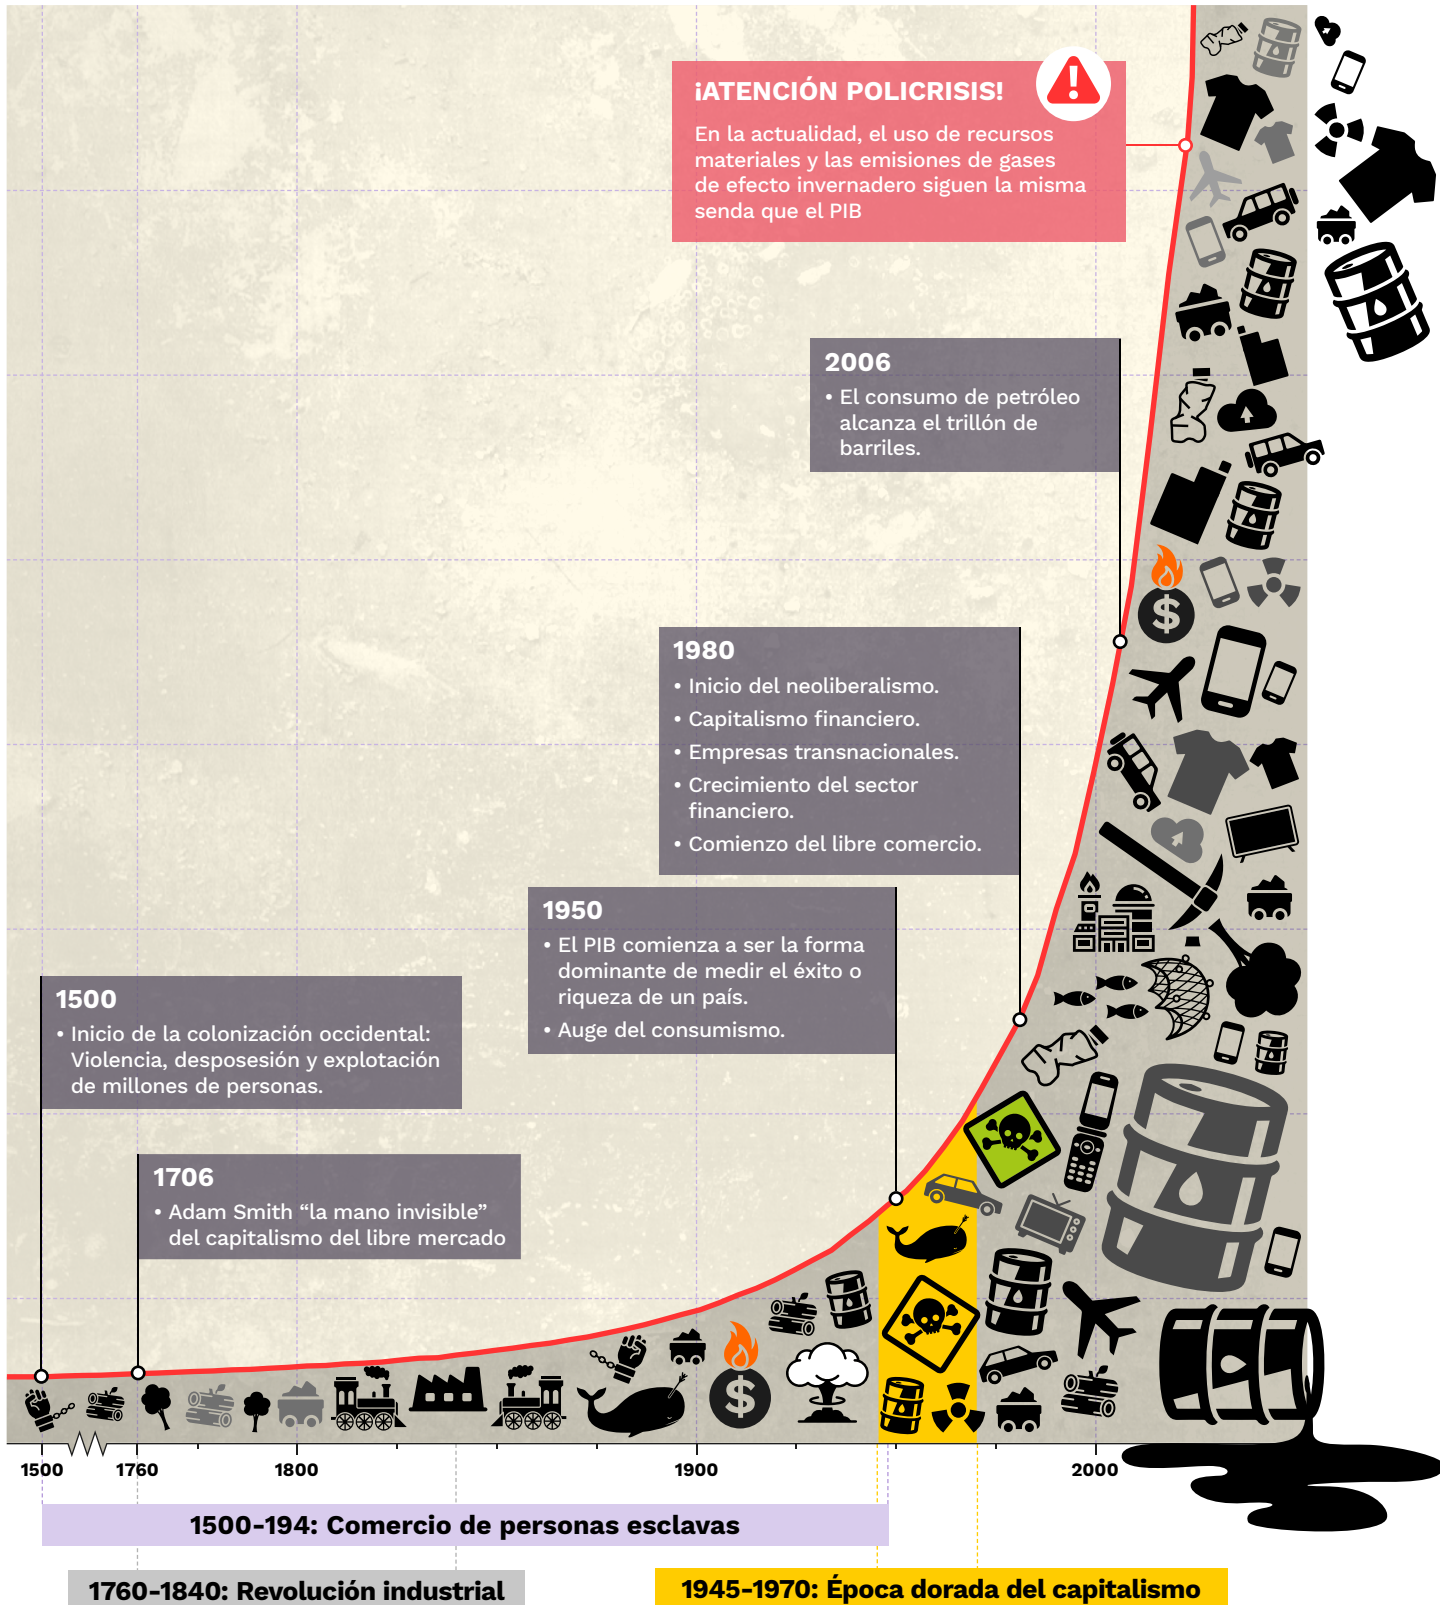 ¡ATENCIÓN POLICRISIS!
En la actualidad, el uso de recursos
materiales y las emisiones de gases
de efecto invernadero siguen la misma
senda que el PIB
2006
• El consumo de petróleo
alcanza el trillón de
barriles.
1980
• Inicio del neoliberalismo.
• Capitalismo financiero.
• Empresas transnacionales.
• Crecimiento del sector
financiero.
• Comienzo del libre comercio.
1950
• El PIB comienza a ser la forma
dominante de medir el éxito o
riqueza de un país.
• Auge del consumismo.
1500
• Inicio de la colonización occidental:
Violencia, desposesión y explotación
de millones de personas.
1706
• Adam Smith “la mano invisible”
del capitalismo del libre mercado
$
$
1500 1760 1800 1900 2000
1500-194: Comercio de personas esclavas
1760-1840: Revolución industrial
1945-1970: Época dorada del capitalismo